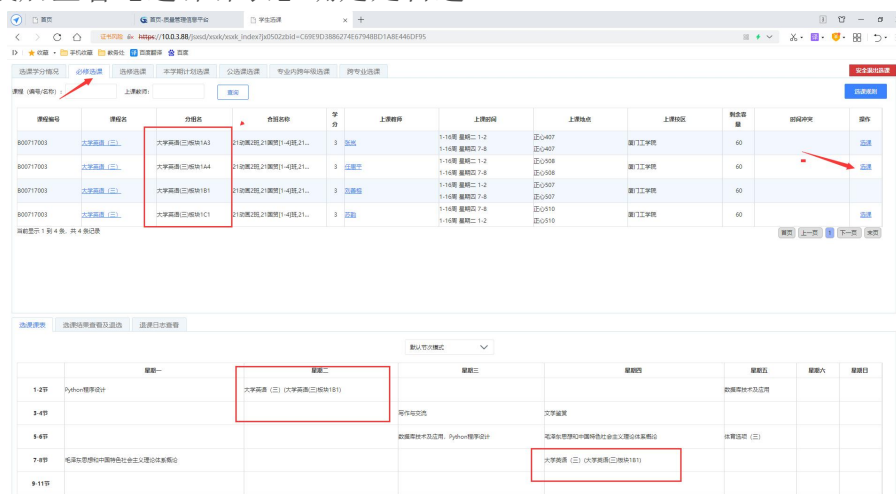 首页
首页-质量管理信息平台
学生选课
证书风险 https://10.0.3.88/jsxsd/xsxk/xsxk_index?jx0502zbid=C69E9D3886274E67948BD1A8E446DF95
收藏 手机收藏 教务处 百度翻译 百度
选课学分情况 必修选课 选修选课 本学期计划选课 公选课选课 专业内跨年级选课 跨专业选课 安全退出选课
课程（编号/名称）： 上课教师： 查询 选课规则
课程编号 课程名 分组名 合班名称 学分 上课教师 上课时间 上课地点 上课校区 剩余容量 时间冲突 操作
B00717003 大学英语（三） 大学英语(三)板块1A3 21动画2班,21国贸[1-4]班,21... 3 1-16周 星期二 1-2 正心407 厦门工学院 60 选课
1-16周 星期四 7-8 正心407
B00717003 大学英语（三） 大学英语(三)板块1A4 21动画2班,21国贸[1-4]班,21... 3 1-16周 星期二 1-2 正心508 厦门工学院 60 选课
1-16周 星期四 7-8 正心508
B00717003 大学英语（三） 大学英语(三)板块1B1 21动画2班,21国贸[1-4]班,21... 3 1-16周 星期二 1-2 正心507 厦门工学院 60 选课
1-16周 星期四 7-8 正心507
B00717003 大学英语（三） 大学英语(三)板块1C1 21动画2班,21国贸[1-4]班,21... 3 1-16周 星期四 7-8 正心510 厦门工学院 60 选课
1-16周 星期二 1-2 正心510
当前显示 1 到 4 条，共 4 条记录 首页 上一页 1 下一页 末页
选课课表 选课结果查看及退选 退课日志查看
默认节次模式
星期一 星期二 星期三 星期四 星期五 星期六 星期日
1-2节 Python程序设计 大学英语（三）(大学英语(三)板块1B1) 数据库技术及应用
3-4节 写作与交流 文学鉴赏
5-6节 数据库技术及应用，Python程序设计 毛泽东思想和中国特色社会主义理论体系概论 体育选项（三）
7-8节 毛泽东思想和中国特色社会主义理论体系概论 大学英语（三）(大学英语(三)板块1B1)
9-11节